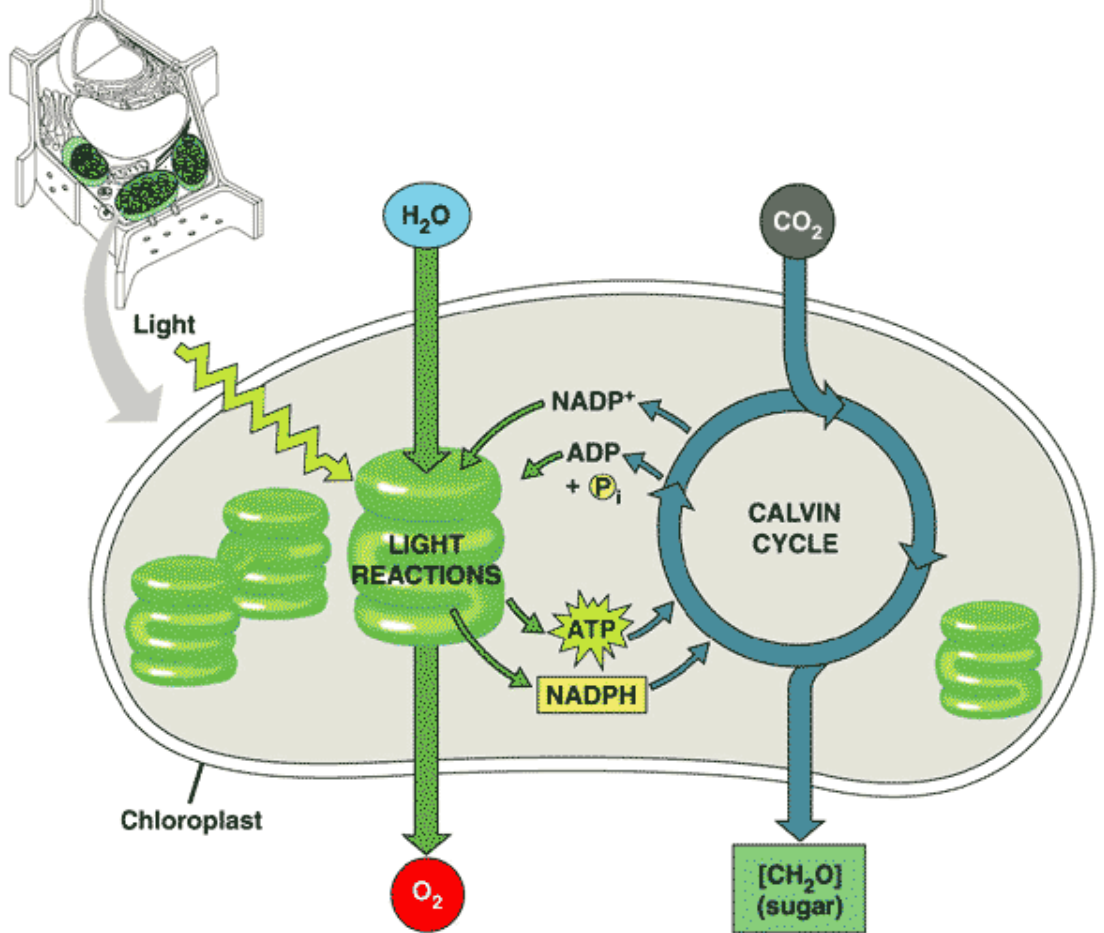 H₂O
CO₂
Light
NADP⁺
ADP
+ Pᵢ
CALVIN
CYCLE
LIGHT
REACTIONS
ATP
NADPH
Chloroplast
O₂
[CH₂O]
(sugar)